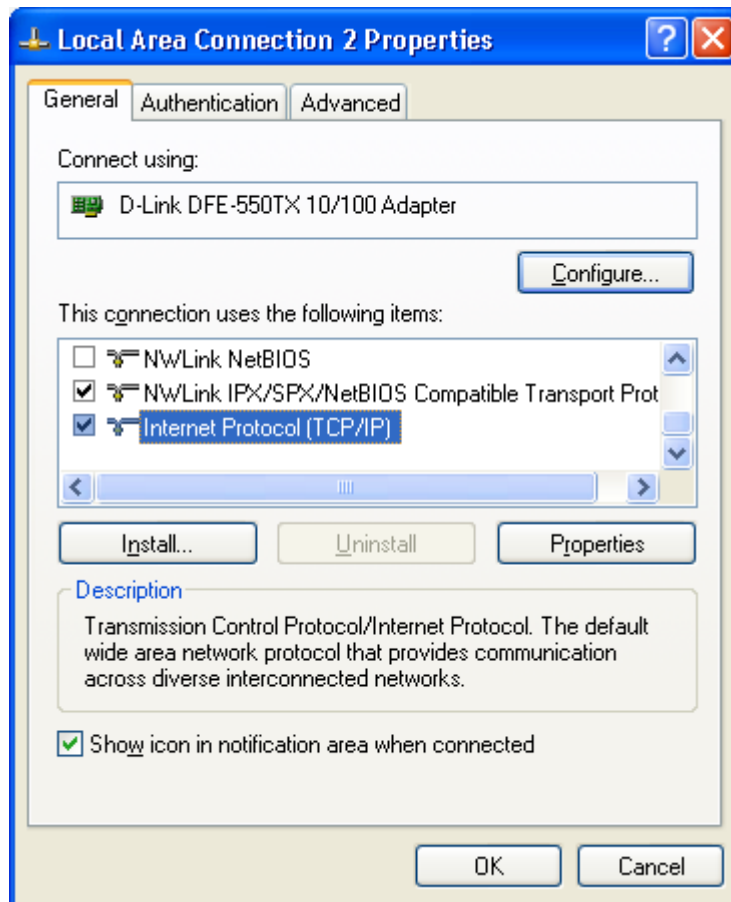 Local Area Connection 2 Properties
General Authentication Advanced
Connect using:
D-Link DFE-550TX 10/100 Adapter
Configure...
This connection uses the following items:
NWLink NetBIOS
NWLink IPX/SPX/NetBIOS Compatible Transport Prot
Internet Protocol (TCP/IP)
Install... Uninstall Properties
Description
Transmission Control Protocol/Internet Protocol. The default
wide area network protocol that provides communication
across diverse interconnected networks.
Show icon in notification area when connected
OK Cancel